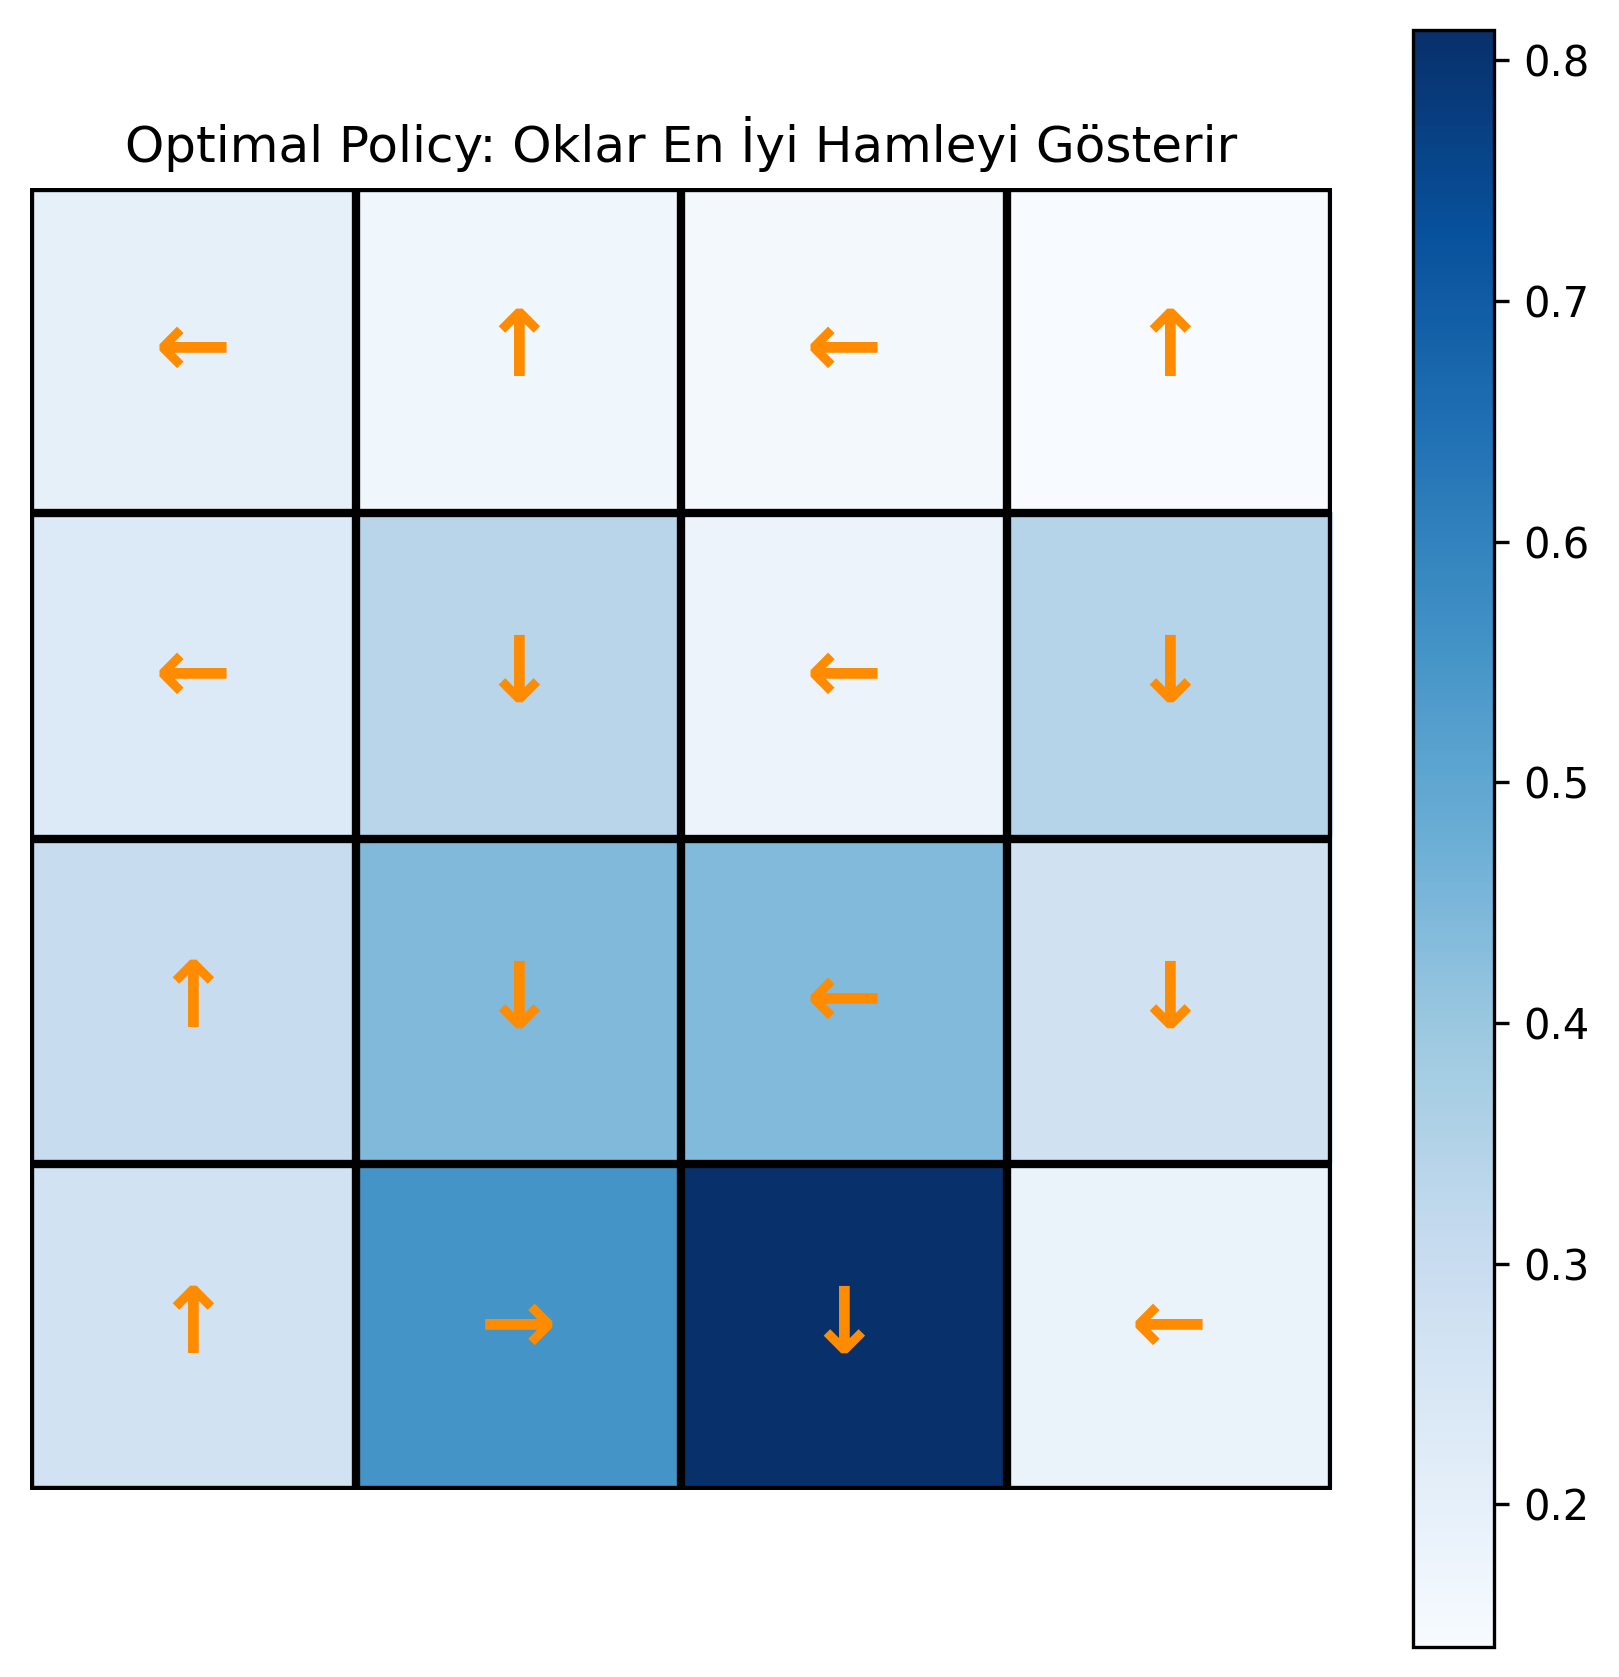 Optimal Policy: Oklar En İyi Hamleyi Gösterir
← ↑ ← ↑
← ↓ ← ↓
↑ ↓ ← ↓
↑ → ↓ ←
0.8
0.7
0.6
0.5
0.4
0.3
0.2